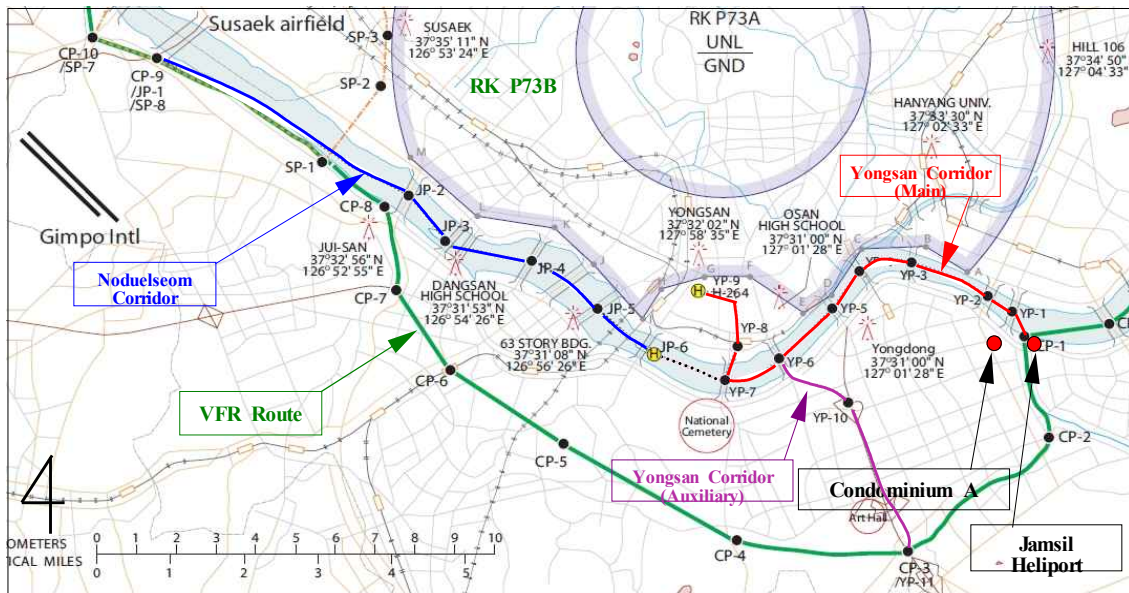 Susaek airfield
SUSAEK
37° 35' 11" N
126° 53' 24" E
SP-3
SP-2
CP-10
/SP-7
CP-9
/JP-1
/SP-8
RK P73B
RK P73A
UNL
GND
HILL 106
37° 34' 50"
127° 04' 33"
HANYANG UNIV.
37° 33' 30" N
127° 02' 33" E
Yongsan Corridor
(Main)
SP-1
M
JP-2
CP-8
L
K
JP-3
J
JP-4
Gimpo Intl
JUI-SAN
37° 32' 56" N
126° 52' 55" E
YONGSAN
37° 32' 02" N
127° 58' 35" E
OSAN
HIGH SCHOOL
37° 31' 00" N
127° 01' 28" E
C
B
A
YP-3
Noduelseom
Corridor
DANGSAN
HIGH SCHOOL
37° 31' 53" N
126° 54' 26" E
CP-7
JP-5
G
F
E
D
YP-9
H
H-264
YP-2
YP-1
YP-5
63 STORY BDG.
37° 31' 08" N
126° 56' 26" E
H
JP-6
YP-8
YP-6
Yongdong
37° 31' 00" N
127° 01' 28" E
CP-1
CP-6
YP-7
VFR Route
National
Cemetery
YP-10
CP-2
CP-5
Yongsan Corridor
(Auxiliary)
Condominium A
Art Hall
CP-4
CP-3
/YP-11
Jamsil
Heliport
4
OMETERS
0 1 2 3 4 5 6 7 8 9 10
ICAL MILES
0 1 2 3 4 5